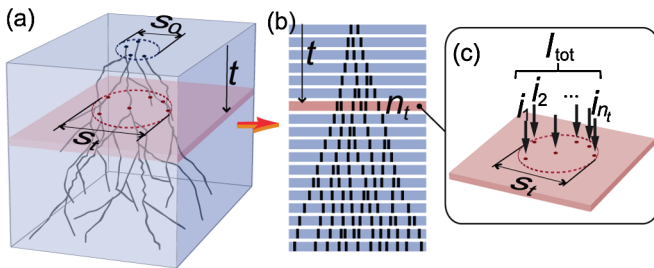 (a)
S₀
t
Sₜ
(b)
t
nₜ
(c)
Iₜₒₜ
i₁ i₂ ... iₙₜ
Sₜ